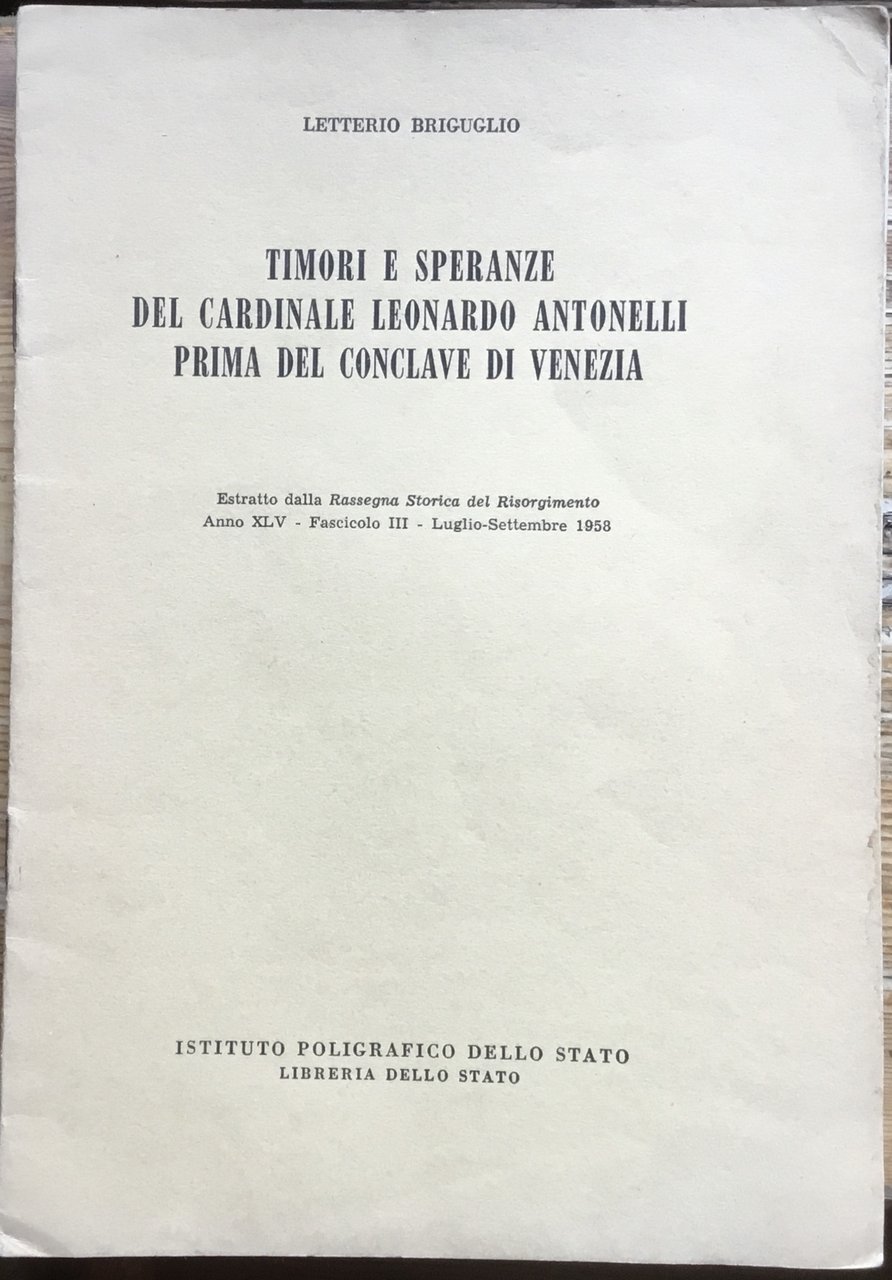 LETTERIO BRIGUGLIO
TIMORI E SPERANZE
DEL CARDINALE LEONARDO ANTONELLI
PRIMA DEL CONCLAVE DI VENEZIA
Estratto dalla Rassegna Storica del Risorgimento
Anno XLV - Fascicolo III - Luglio-Settembre 1958
ISTITUTO POLIGRAFICO DELLO STATO
LIBRERIA DELLO STATO